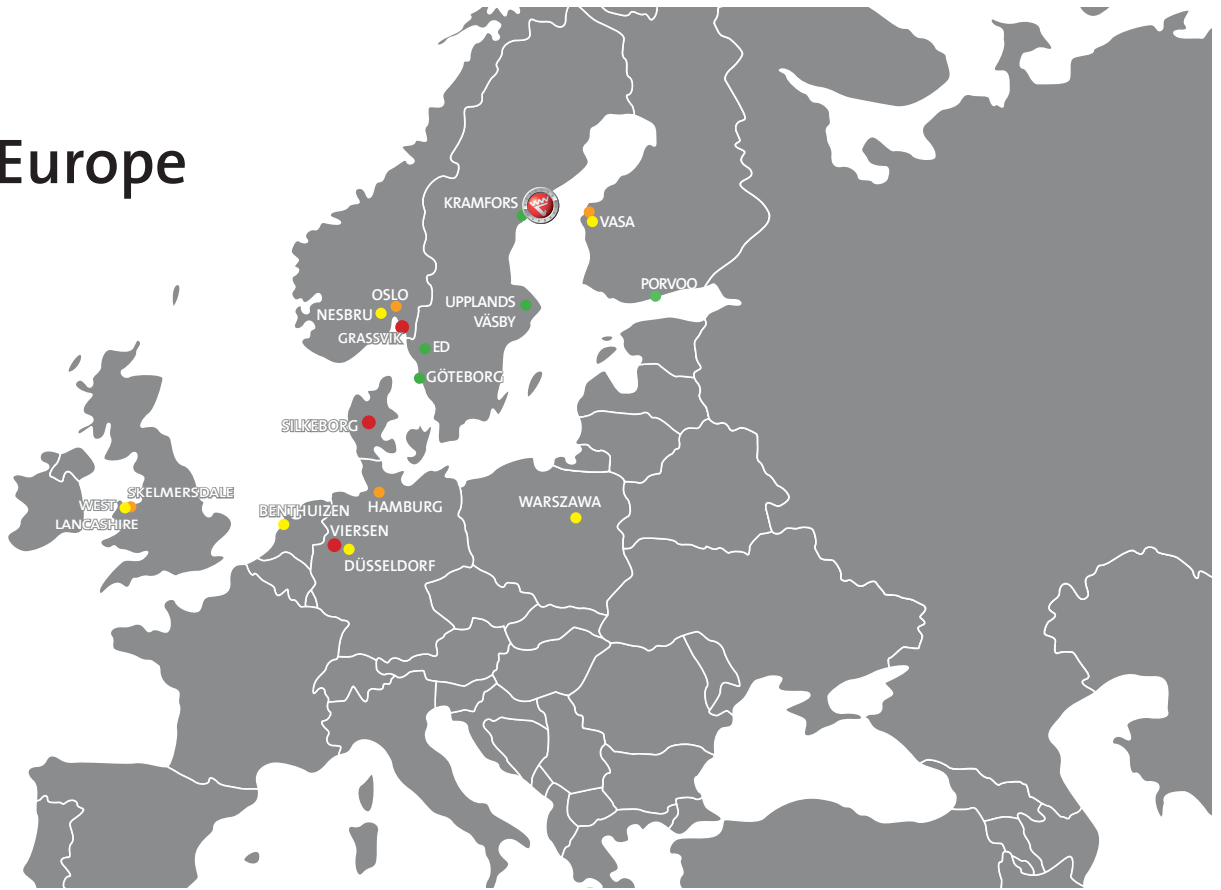 Europe
KRAMFORS
VASA
PORVOO
OSLO
UPPLANDS
VÄSBY
NESBRU
GRASSVIK
ED
GÖTEBORG
SILKEBORG
SKELMERSDALE
WEST
LANCASHIRE
BENTHUIZEN
HAMBURG
WARSZAWA
VIERSEN
DÜSSELDORF